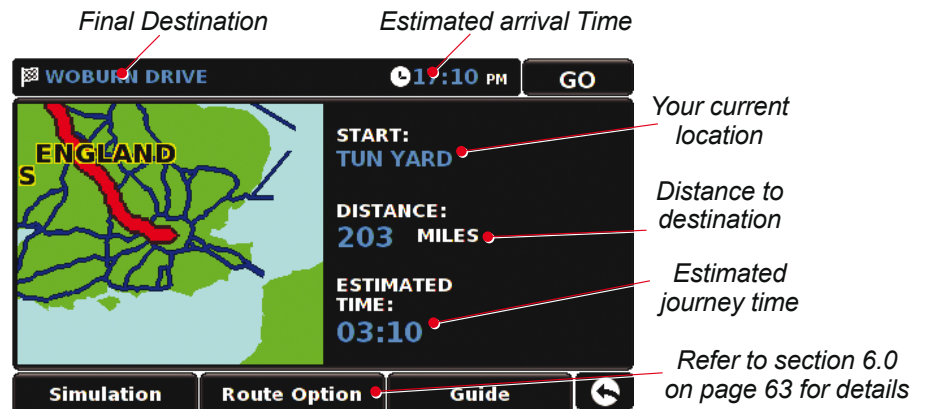 Final Destination
Estimated arrival Time
WOBURN DRIVE
17:10 PM
GO
ENGLAND
S
START:
TUN YARD
Your current
location
DISTANCE:
203 MILES
Distance to
destination
ESTIMATED
TIME:
03:10
Estimated
journey time
Simulation
Route Option
Guide
Refer to section 6.0
on page 63 for details